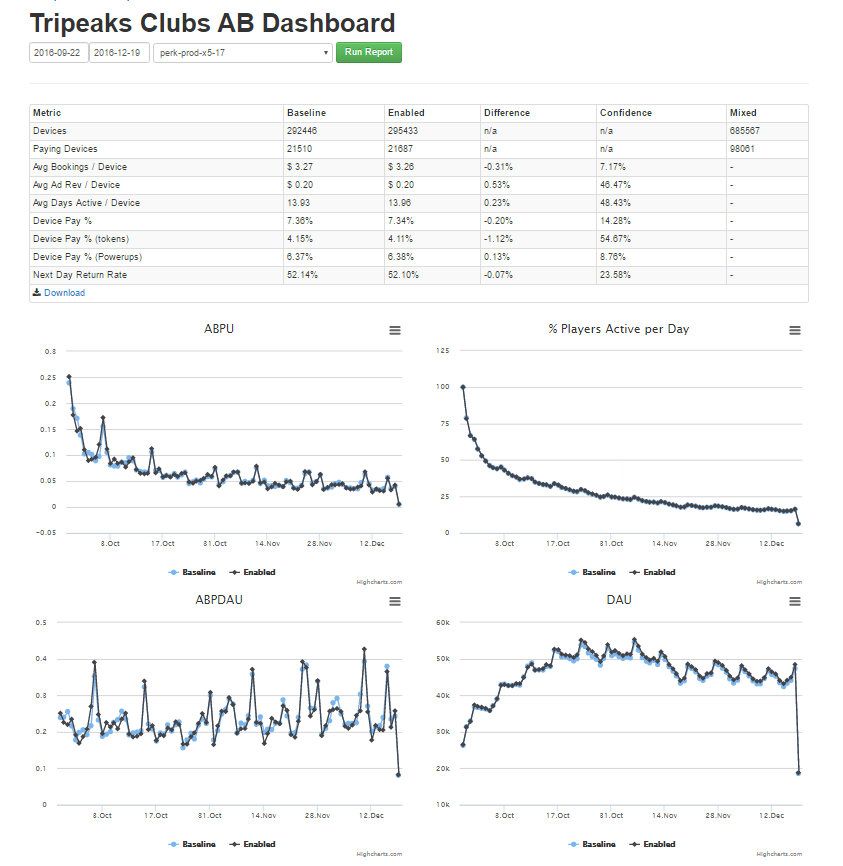 Tripeaks Clubs AB Dashboard
2016-09-22 2016-12-19 perk-prod-x5-17 Run Report
Metric Baseline Enabled Difference Confidence Mixed
Devices 292446 295433 n/a n/a 685567
Paying Devices 21510 21687 n/a n/a 98061
Avg Bookings / Device $ 3.27 $ 3.26 -0.31% 7.17% -
Avg Ad Rev / Device $ 0.20 $ 0.20 0.53% 46.47% -
Avg Days Active / Device 13.93 13.96 0.23% 48.43% -
Device Pay % 7.36% 7.34% -0.20% 14.28% -
Device Pay % (tokens) 4.15% 4.11% -1.12% 54.67% -
Device Pay % (Powerups) 6.37% 6.38% 0.13% 8.76% -
Next Day Return Rate 52.14% 52.10% -0.07% 23.58% -
Download
ABPU
0.3
0.25
0.2
0.15
0.1
0.05
0
-0.05
3.Oct 17.Oct 31.Oct 14.Nov 28.Nov 12.Dec
Baseline Enabled
Highcharts.com
% Players Active per Day
125
100
75
50
25
0
3.Oct 17.Oct 31.Oct 14.Nov 28.Nov 12.Dec
Baseline Enabled
Highcharts.com
ABPDAU
0.5
0.4
0.3
0.2
0.1
0
3.Oct 17.Oct 31.Oct 14.Nov 28.Nov 12.Dec
Baseline Enabled
Highcharts.com
DAU
60k
50k
40k
30k
20k
10k
3.Oct 17.Oct 31.Oct 14.Nov 28.Nov 12.Dec
Baseline Enabled
Highcharts.com